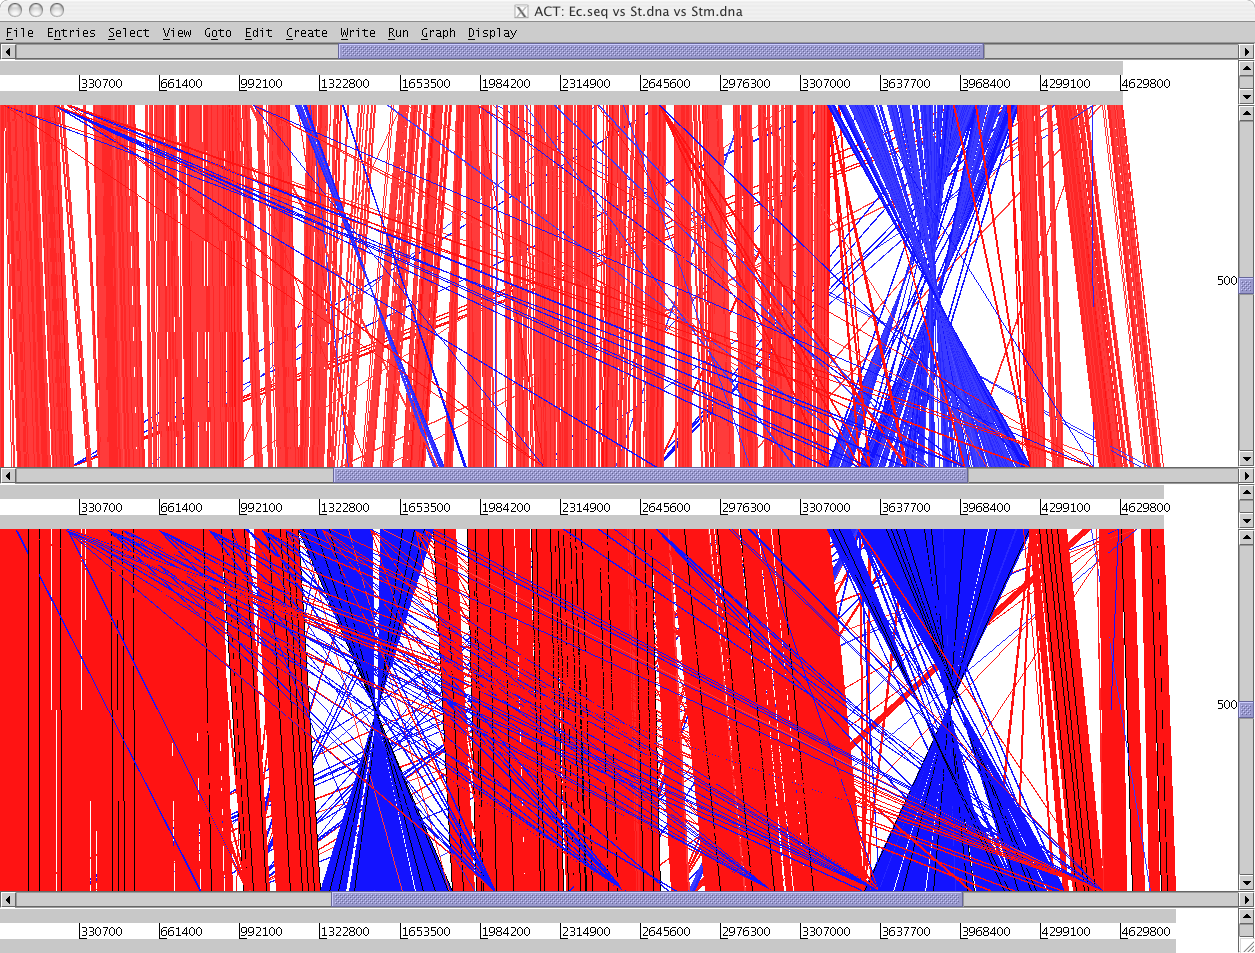 ACT: Ec.seq vs St.dna vs Stm.dna
File Entries Select View Goto Edit Create Write Run Graph Display
330700 661400 992100 1322800 1653500 1984200 2314900 2645600 2976300 3307000 3637700 3968400 4299100 4629800
500
330700 661400 992100 1322800 1653500 1984200 2314900 2645600 2976300 3307000 3637700 3968400 4299100 4629800
500
330700 661400 992100 1322800 1653500 1984200 2314900 2645600 2976300 3307000 3637700 3968400 4299100 4629800